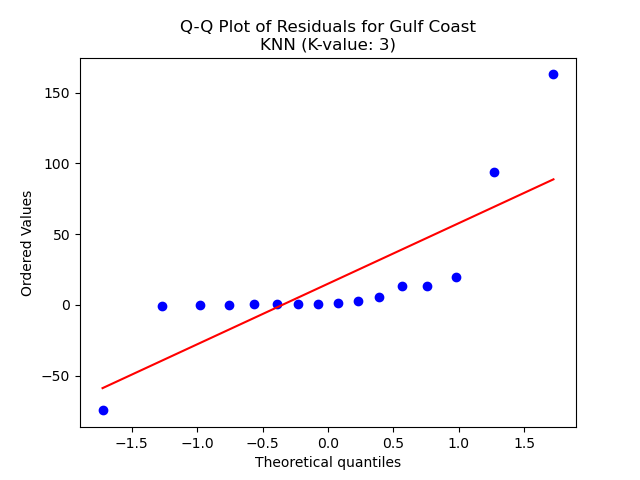 Q-Q Plot of Residuals for Gulf Coast
KNN (K-value: 3)
150
100
50
0
−50
Ordered Values
−1.5 −1.0 −0.5 0.0 0.5 1.0 1.5
Theoretical quantiles